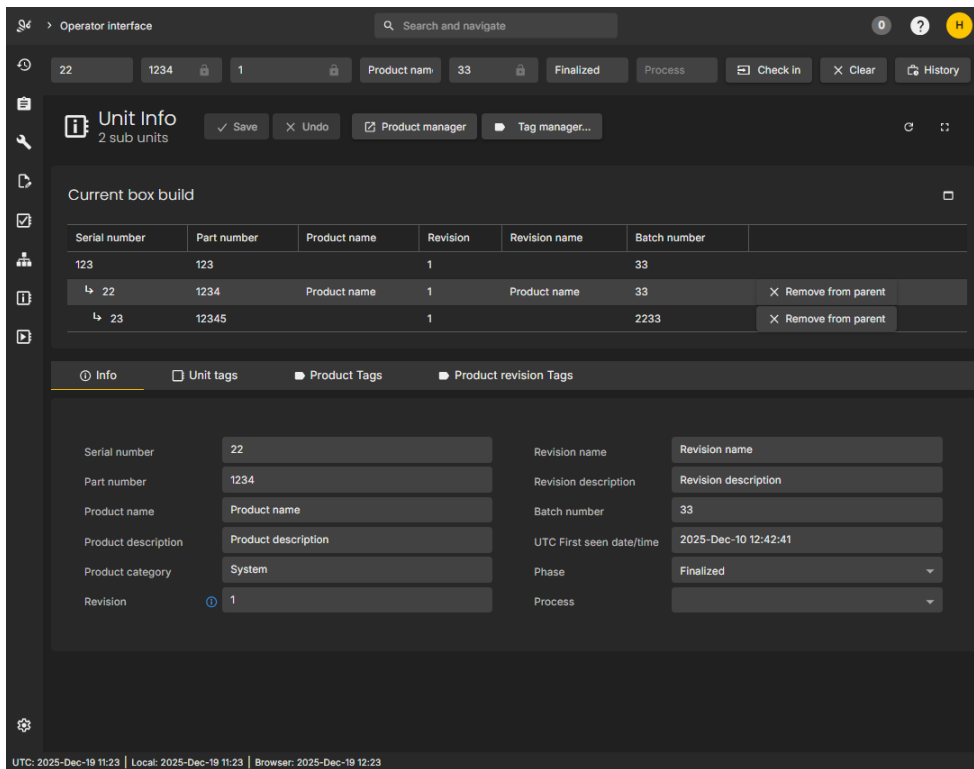 Operator interface Search and navigate 0 ? H
22 1234 1 Product nam 33 Finalized Process Check in Clear History
Unit Info
2 sub units
Save Undo Product manager Tag manager...
Current box build
Serial number Part number Product name Revision Revision name Batch number
123 123 1 33
22 1234 Product name 1 Product name 33 Remove from parent
23 12345 1 2233 Remove from parent
Info Unit tags Product Tags Product revision Tags
Serial number 22 Revision name Revision name
Part number 1234 Revision description Revision description
Product name Product name Batch number 33
Product description Product description UTC First seen date/time 2025-Dec-10 12:42:41
Product category System Phase Finalized
Revision 1 Process
UTC: 2025-Dec-19 11:23 | Local: 2025-Dec-19 11:23 | Browser: 2025-Dec-19 12:23